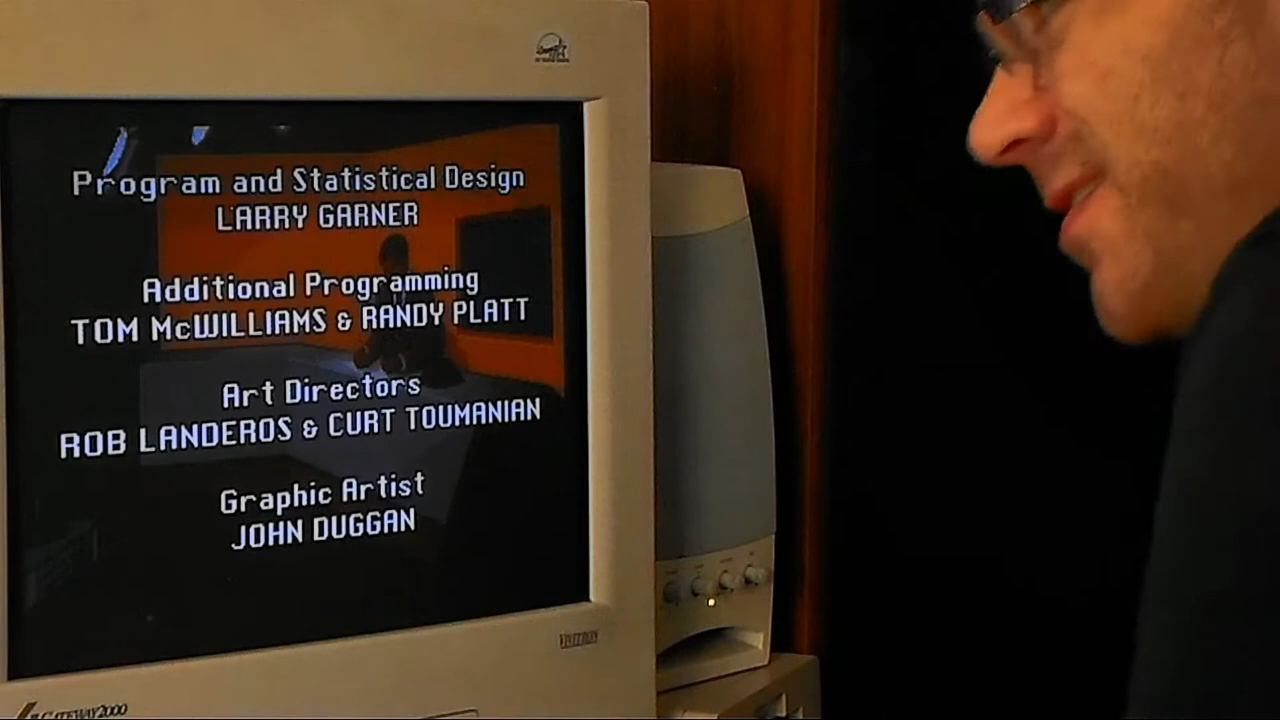 Program and Statistical Design
LARRY GARNER
Additional Programming
TOM McWILLIAMS & RANDY PLATT
Art Directors
ROB LANDEROS & CURT TOUMANIAN
Graphic Artist
JOHN DUGGAN
VIVITRON
GATEWAY2000